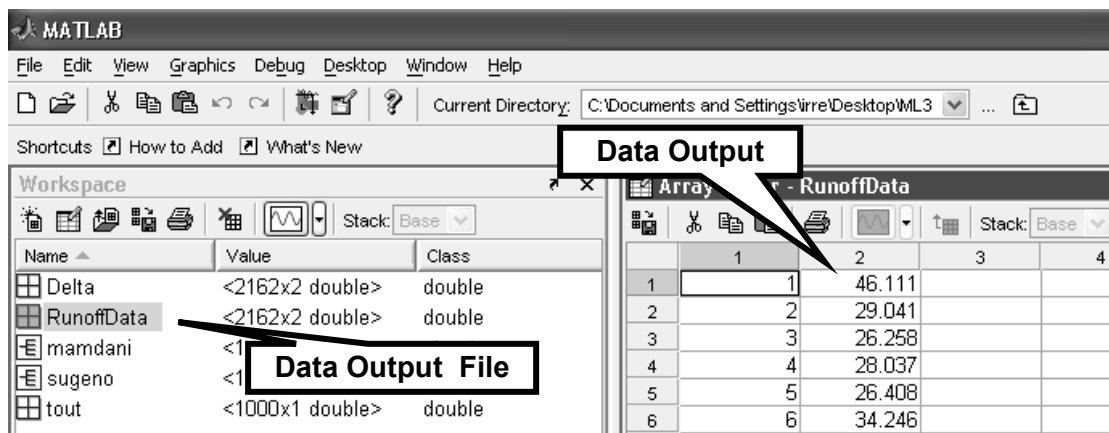 MATLAB
File Edit View Graphics Debug Desktop Window Help
Current Directory: C:\Documents and Settings\irre\Desktop\ML3 ...
Shortcuts How to Add What's New
Data Output
Workspace
Stack: Base
Name Value Class
Delta <2162x2 double> double
RunoffData <2162x2 double> double
mamdani <1
sugeno <1
tout <1000x1 double> double
Data Output File
Array r - RunoffData
Stack: Base
1 2 3 4
1 1 46.111
2 2 29.041
3 3 26.258
4 4 28.037
5 5 26.408
6 6 34.246